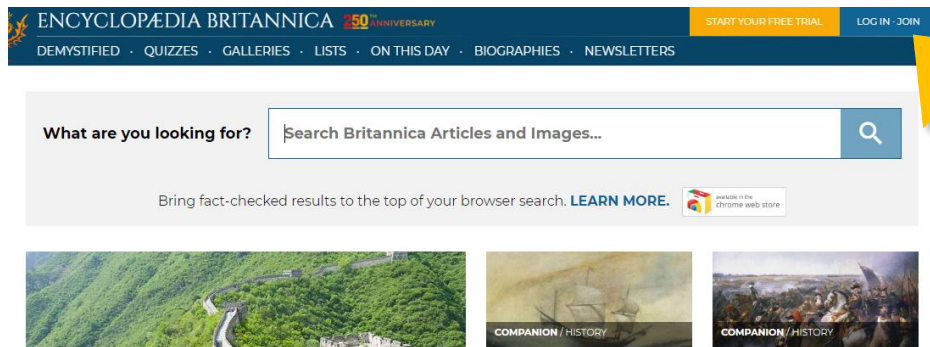 ENCYCLOPÆDIA BRITANNICA 250TH ANNIVERSARY
START YOUR FREE TRIAL
LOG IN · JOIN
DEMYSTIFIED · QUIZZES · GALLERIES · LISTS · ON THIS DAY · BIOGRAPHIES · NEWSLETTERS
What are you looking for?
Search Britannica Articles and Images...
Bring fact-checked results to the top of your browser search. LEARN MORE.
available in the
chrome web store
COMPANION / HISTORY
COMPANION / HISTORY